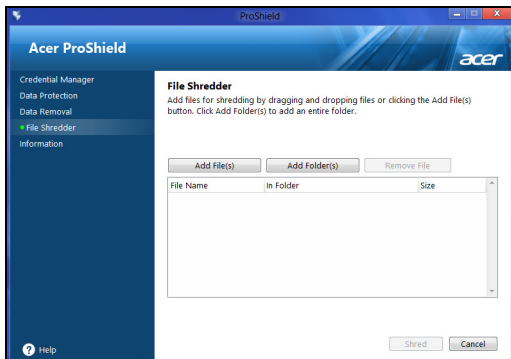 ProShield
Acer ProShield
acer
Credential Manager
Data Protection
Data Removal
File Shredder
Information
File Shredder
Add files for shredding by dragging and dropping files or clicking the Add File(s)
button. Click Add Folder(s) to add an entire folder.
Add File(s) Add Folder(s) Remove File
File Name In Folder Size
Shred Cancel
? Help